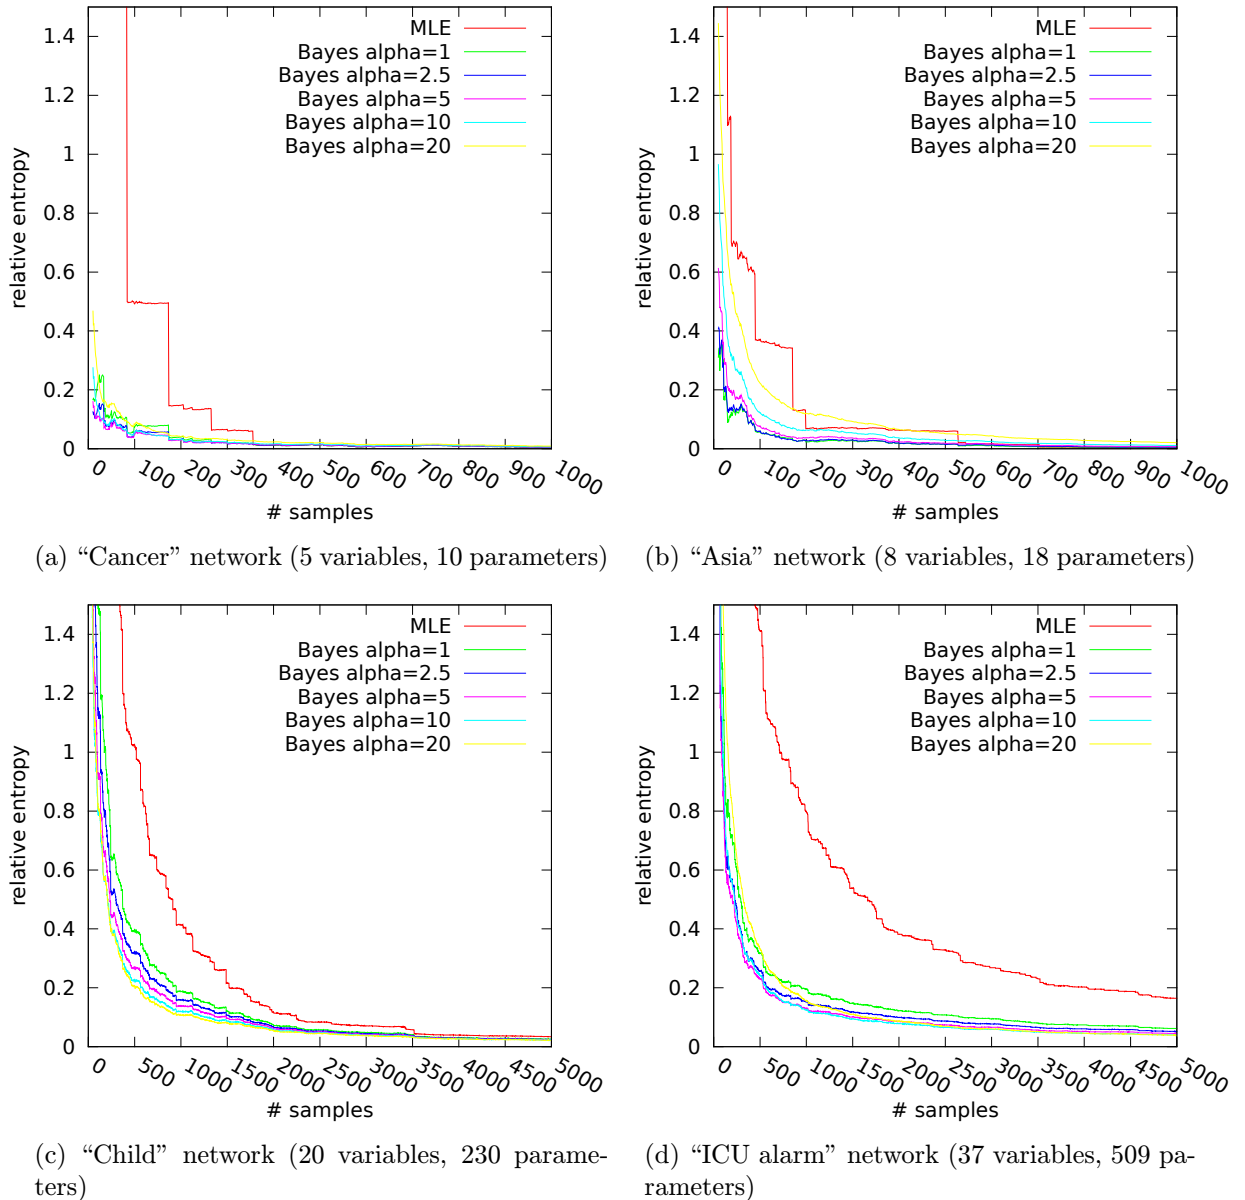 1.4
1.2
1
0.8
0.6
0.4
0.2
0
relative entropy
MLE
Bayes alpha=1
Bayes alpha=2.5
Bayes alpha=5
Bayes alpha=10
Bayes alpha=20
0 100 200 300 400 500 600 700 800 900 1000
# samples
(a) “Cancer” network (5 variables, 10 parameters)
1.4
1.2
1
0.8
0.6
0.4
0.2
0
relative entropy
MLE
Bayes alpha=1
Bayes alpha=2.5
Bayes alpha=5
Bayes alpha=10
Bayes alpha=20
0 100 200 300 400 500 600 700 800 900 1000
# samples
(b) “Asia” network (8 variables, 18 parameters)
1.4
1.2
1
0.8
0.6
0.4
0.2
0
relative entropy
MLE
Bayes alpha=1
Bayes alpha=2.5
Bayes alpha=5
Bayes alpha=10
Bayes alpha=20
0 500 1000 1500 2000 2500 3000 3500 4000 4500 5000
# samples
(c) “Child” network (20 variables, 230 parame-
ters)
1.4
1.2
1
0.8
0.6
0.4
0.2
0
relative entropy
MLE
Bayes alpha=1
Bayes alpha=2.5
Bayes alpha=5
Bayes alpha=10
Bayes alpha=20
0 500 1000 1500 2000 2500 3000 3500 4000 4500 5000
# samples
(d) “ICU alarm” network (37 variables, 509 pa-
rameters)